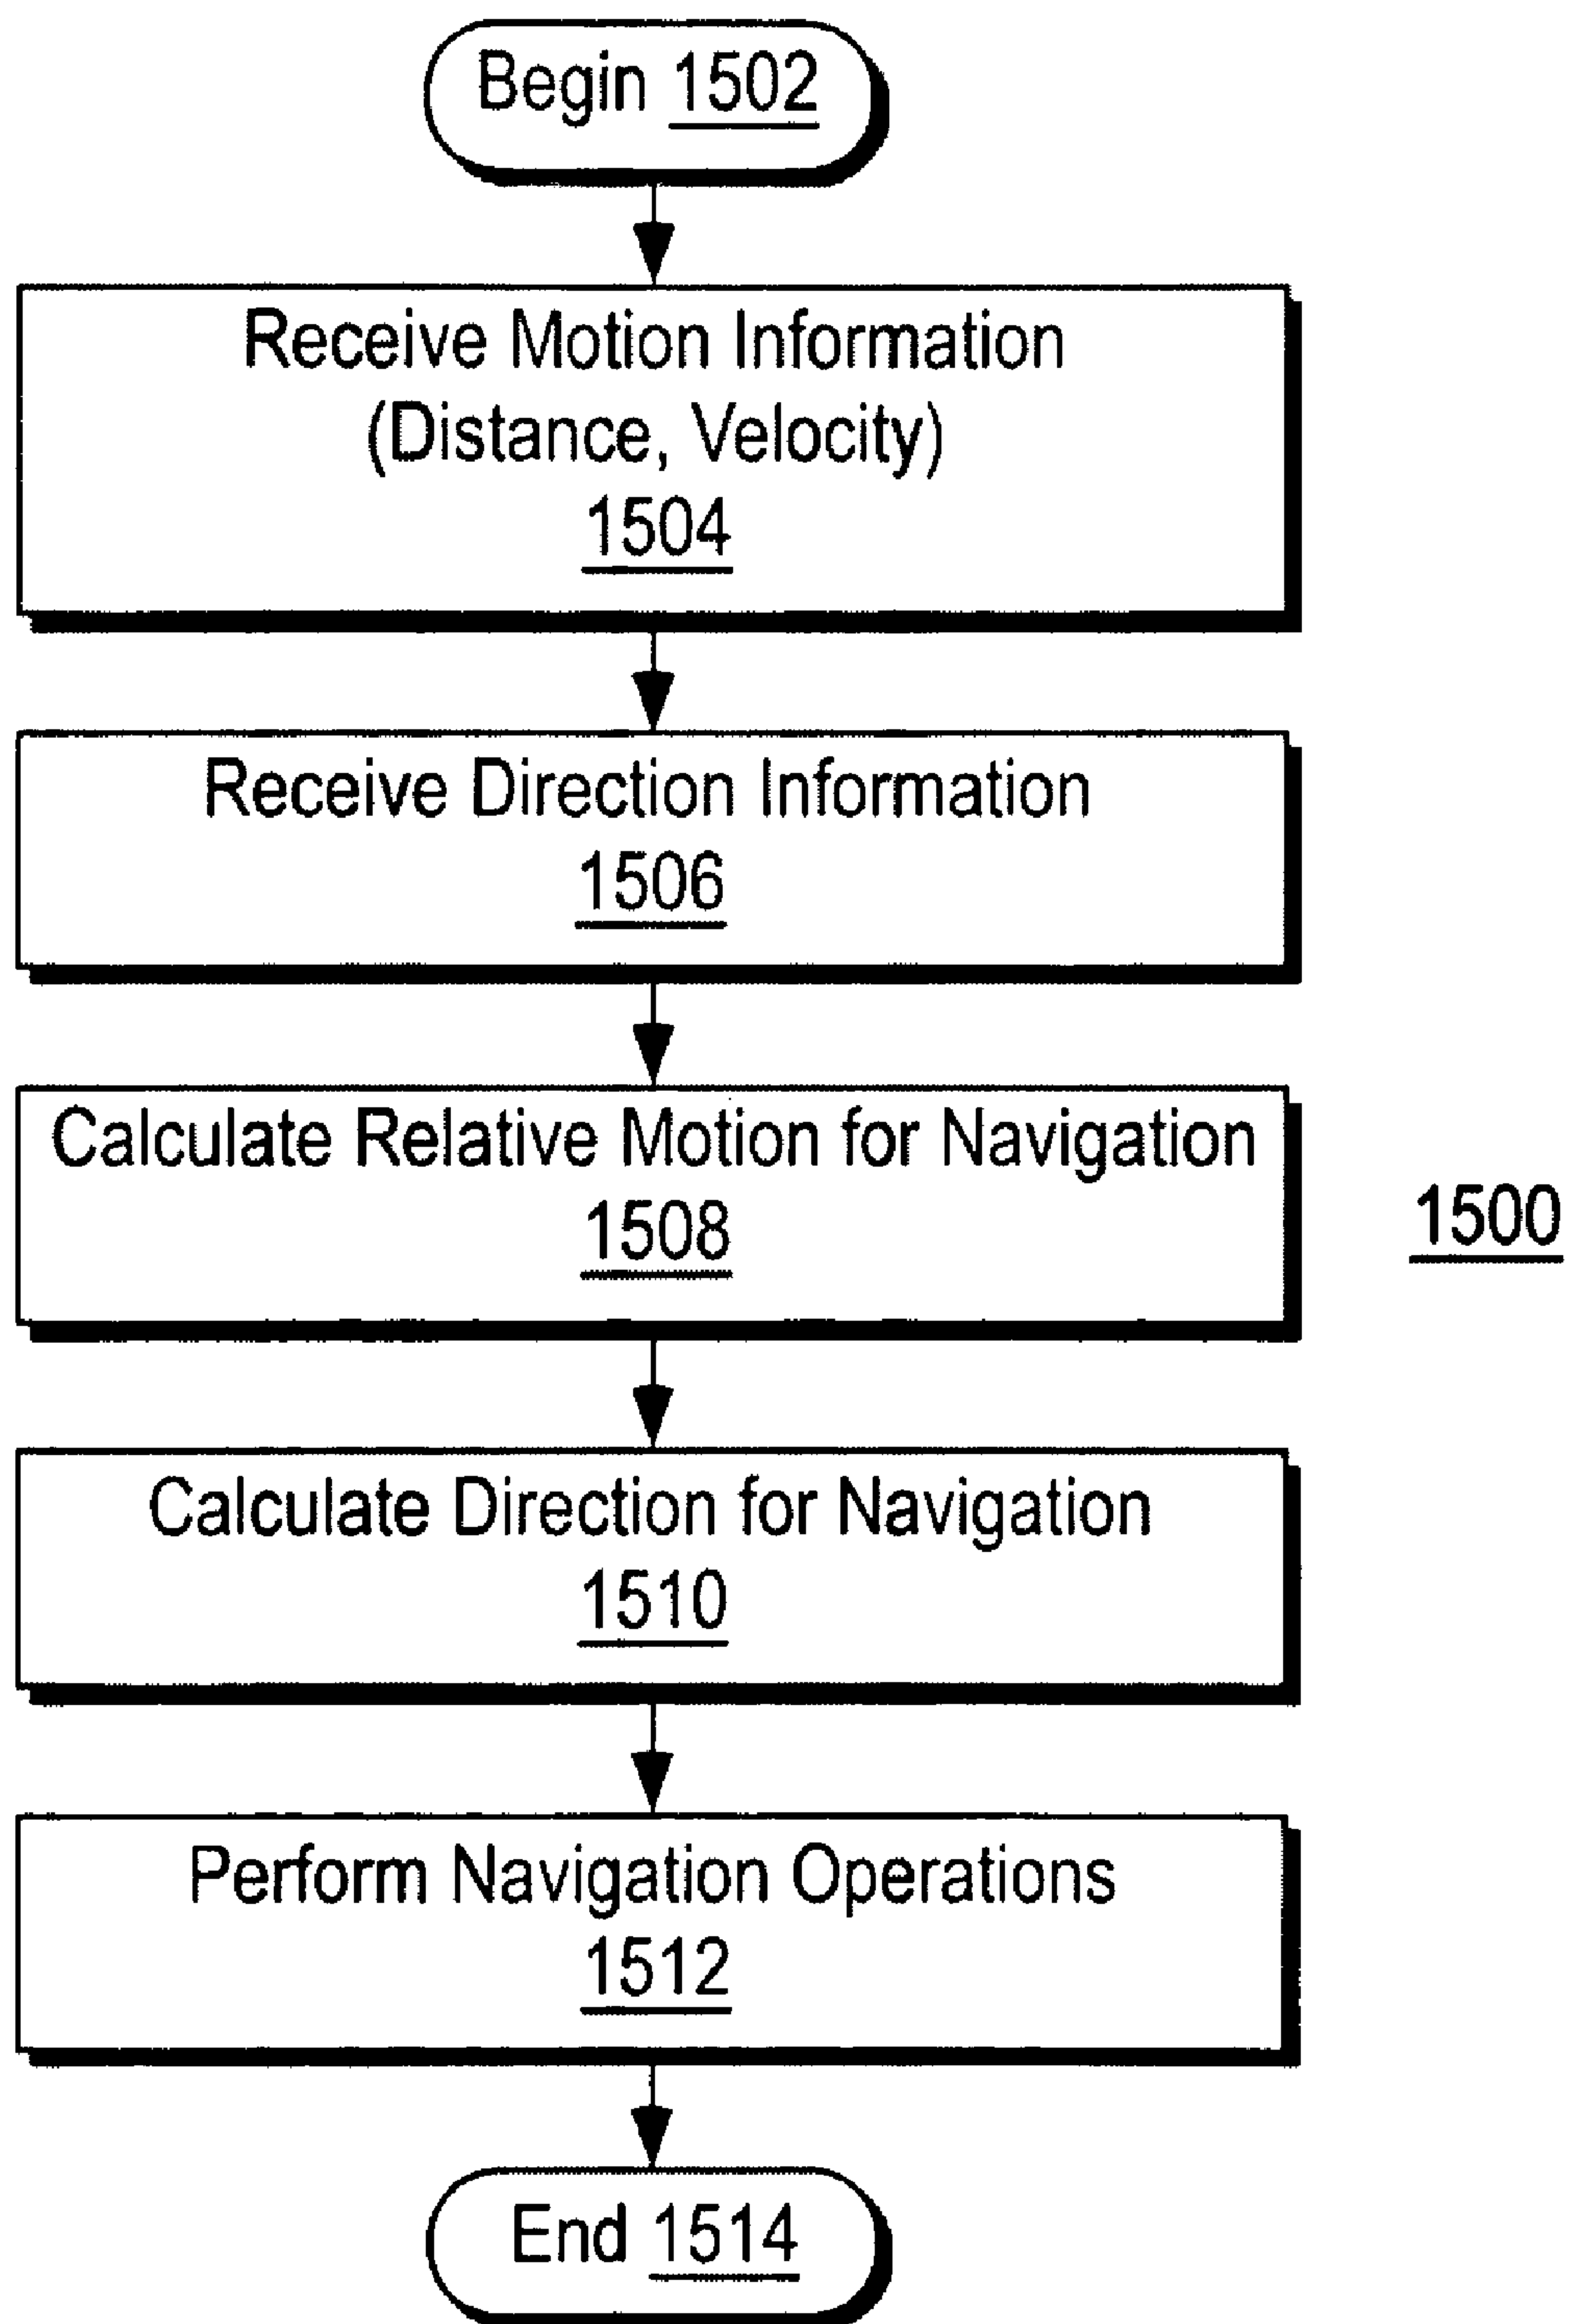 Begin 1502
Receive Motion Information
(Distance, Velocity)
1504
Receive Direction Information
1506
Calculate Relative Motion for Navigation
1508
1500
Calculate Direction for Navigation
1510
Perform Navigation Operations
1512
End 1514